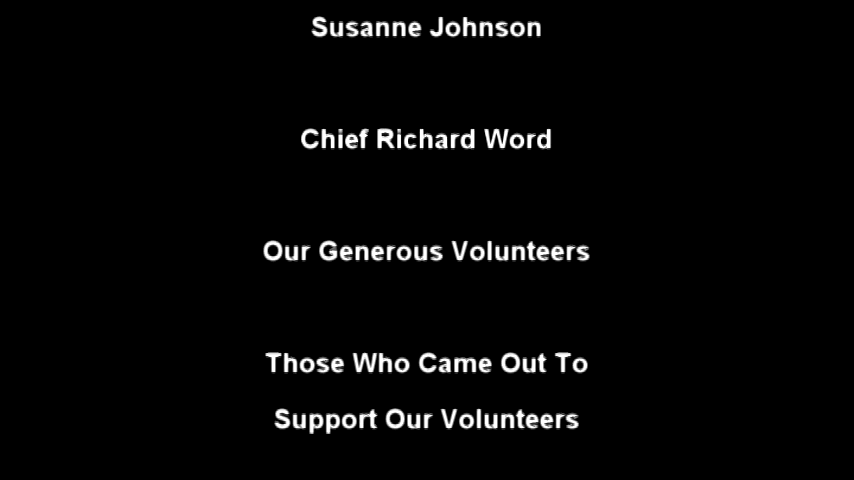 Susanne Johnson
Chief Richard Word
Our Generous Volunteers
Those Who Came Out To
Support Our Volunteers